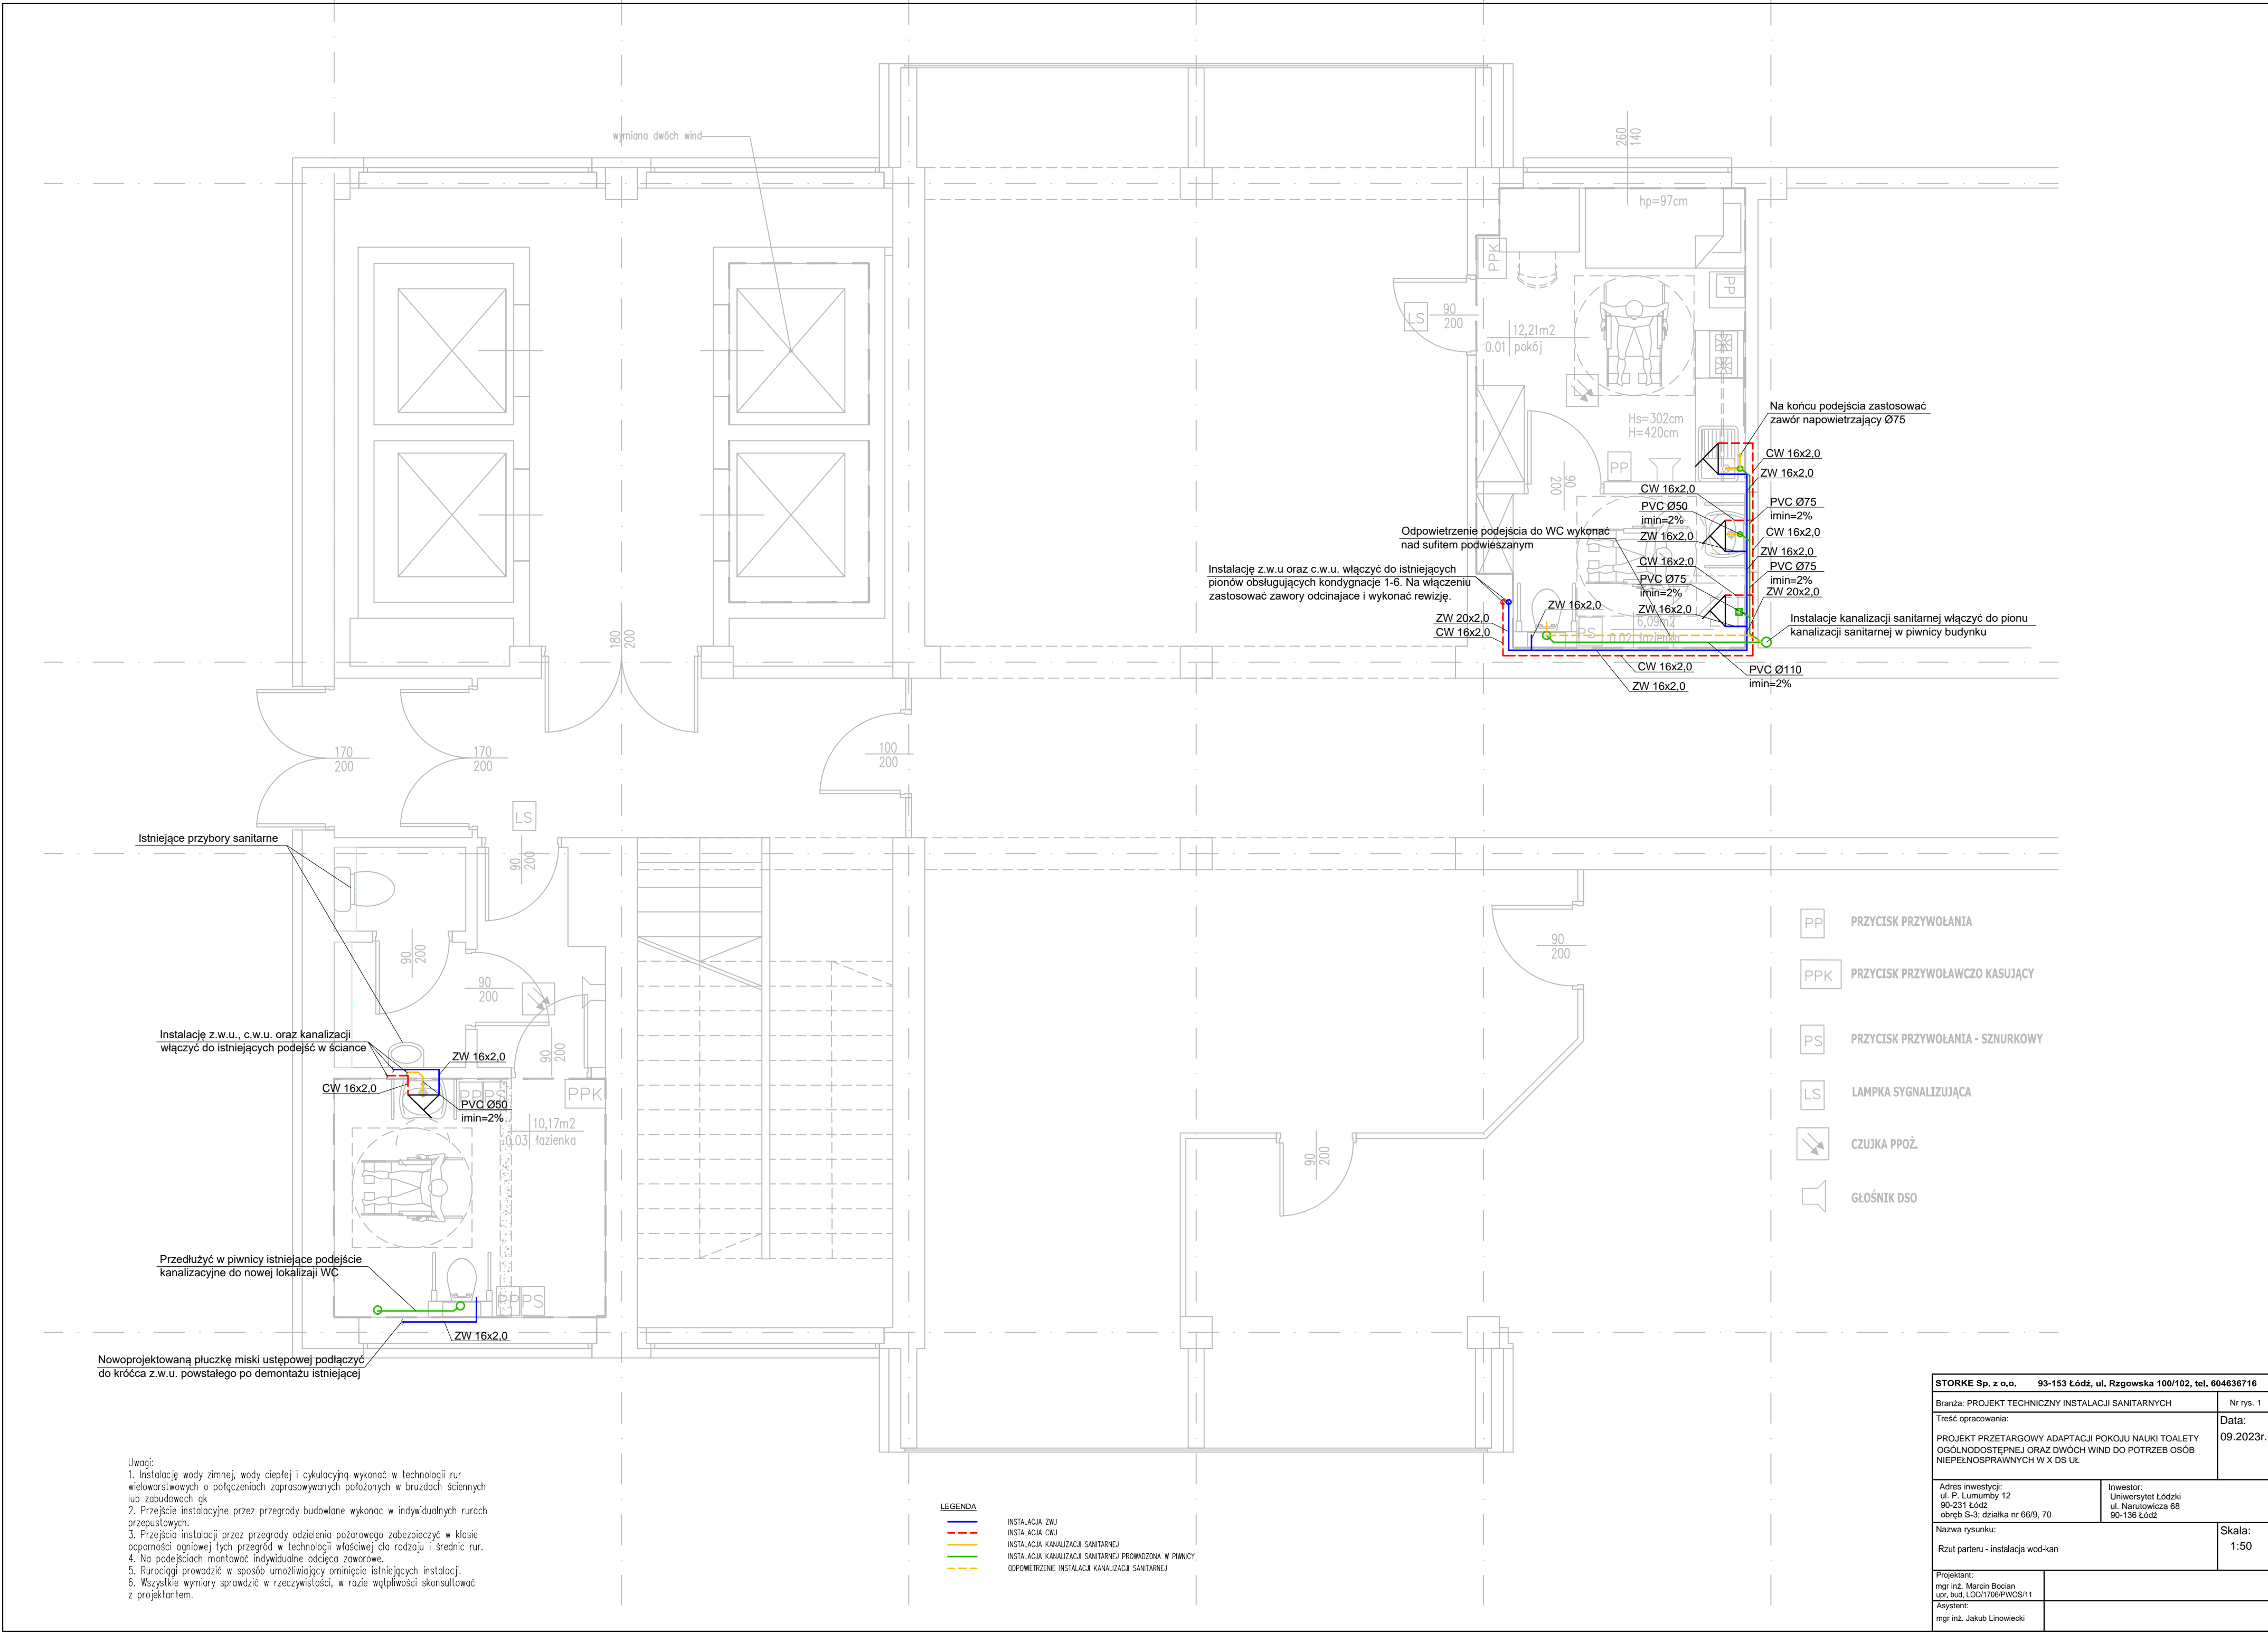 wymiana dwóch wind
260
140
hp=97cm
PPK
PP
LS
90
200
12,21m2
0.01 pokój
Hs=302cm
H=420cm
PP
90
200
Na końcu podejścia zastosować
zawór napowietrzający Ø75
CW 16x2,0
ZW 16x2,0
CW 16x2,0
PVC Ø50
imin=2%
ZW 16x2,0
PVC Ø75
imin=2%
CW 16x2,0
ZW 16x2,0
PVC Ø75
imin=2%
ZW 20x2,0
CW 16x2,0
PVC Ø75
imin=2%
ZW 16x2,0
Odpowietrzenie podejścia do WC wykonać
nad sufitem podwieszanym
Instalację z.w.u oraz c.w.u. włączyć do istniejących
pionów obsługujących kondygnacje 1-6. Na włączeniu
zastosować zawory odcinajace i wykonać rewizję.
ZW 20x2,0
CW 16x2,0
ZW 16x2,0
PS
6,09m2
0.02 łazienka
Instalacje kanalizacji sanitarnej włączyć do pionu
kanalizacji sanitarnej w piwnicy budynku
CW 16x2,0
ZW 16x2,0
PVC Ø110
imin=2%
180
200
170
200
170
200
100
200
LS
90
200
Istniejące przybory sanitarne
90
200
90
200
90
200
90
200
90
200
Instalację z.w.u., c.w.u. oraz kanalizacji
włączyć do istniejących podejść w ściance
ZW 16x2,0
CW 16x2,0
PP PS
PPK
PVC Ø50
imin=2%
10,17m2
0.03 łazienka
Przedłużyć w piwnicy istniejące podejście
kanalizacyjne do nowej lokalizaji WC
PP PS
ZW 16x2,0
Nowoprojektowaną płuczkę miski ustępowej podłączyć
do króćca z.w.u. powstałego po demontażu istniejącej
PP PRZYCISK PRZYWOŁANIA
PPK PRZYCISK PRZYWOŁAWCZO KASUJĄCY
PS PRZYCISK PRZYWOŁANIA - SZNURKOWY
LS LAMPKA SYGNALIZUJĄCA
CZUJKA PPOŻ.
GŁOŚNIK DSO
Uwagi:
1. Instalację wody zimnej, wody ciepłej i cykulacyjną wykonać w technologii rur
wielowarstwowych o połączeniach zaprasowywanych położonych w bruzdach ściennych
lub zabudowach gk
2. Przejście instalacyjne przez przegrody budowlane wykonac w indywidualnych rurach
przepustowych.
3. Przejścia instalacji przez przegrody odzielenia pożarowego zabezpieczyć w klasie
odporności ogniowej tych przegród w technologii właściwej dla rodzaju i średnic rur.
4. Na podejściach montować indywidualne odcięca zaworowe.
5. Rurociągi prowadzić w sposób umożliwiający ominięcie istniejących instalacji.
6. Wszystkie wymiary sprawdzić w rzeczywistości, w razie wątpliwości skonsultować
z projektantem.
LEGENDA
INSTALACJA ZWU
INSTALACJA CWU
INSTALACJA KANALIZACJI SANITARNEJ
INSTALACJA KANALIZACJI SANITARNEJ PROWADZONA W PIWNICY
ODPOWIETRZENIE INSTALACJI KANALIZACJI SANITARNEJ
STORKE Sp. z o.o. 93-153 Łódź, ul. Rzgowska 100/102, tel. 604636716
Branża: PROJEKT TECHNICZNY INSTALACJI SANITARNYCH
Nr rys. 1
Treść opracowania:
PROJEKT PRZETARGOWY ADAPTACJI POKOJU NAUKI TOALETY
OGÓLNODOSTĘPNEJ ORAZ DWÓCH WIND DO POTRZEB OSÓB
NIEPEŁNOSPRAWNYCH W X DS UŁ
Data:
09.2023r.
Adres inwestycji:
ul. P. Lumumby 12
90-231 Łódź
obręb S-3; działka nr 66/9, 70
Inwestor:
Uniwersytet Łódzki
ul. Narutowicza 68
90-136 Łódź
Nazwa rysunku:
Rzut parteru - instalacja wod-kan
Skala:
1:50
Projektant:
mgr inż. Marcin Bocian
upr. bud. LOD/1706/PWOS/11
Asystent:
mgr inż. Jakub Linowiecki